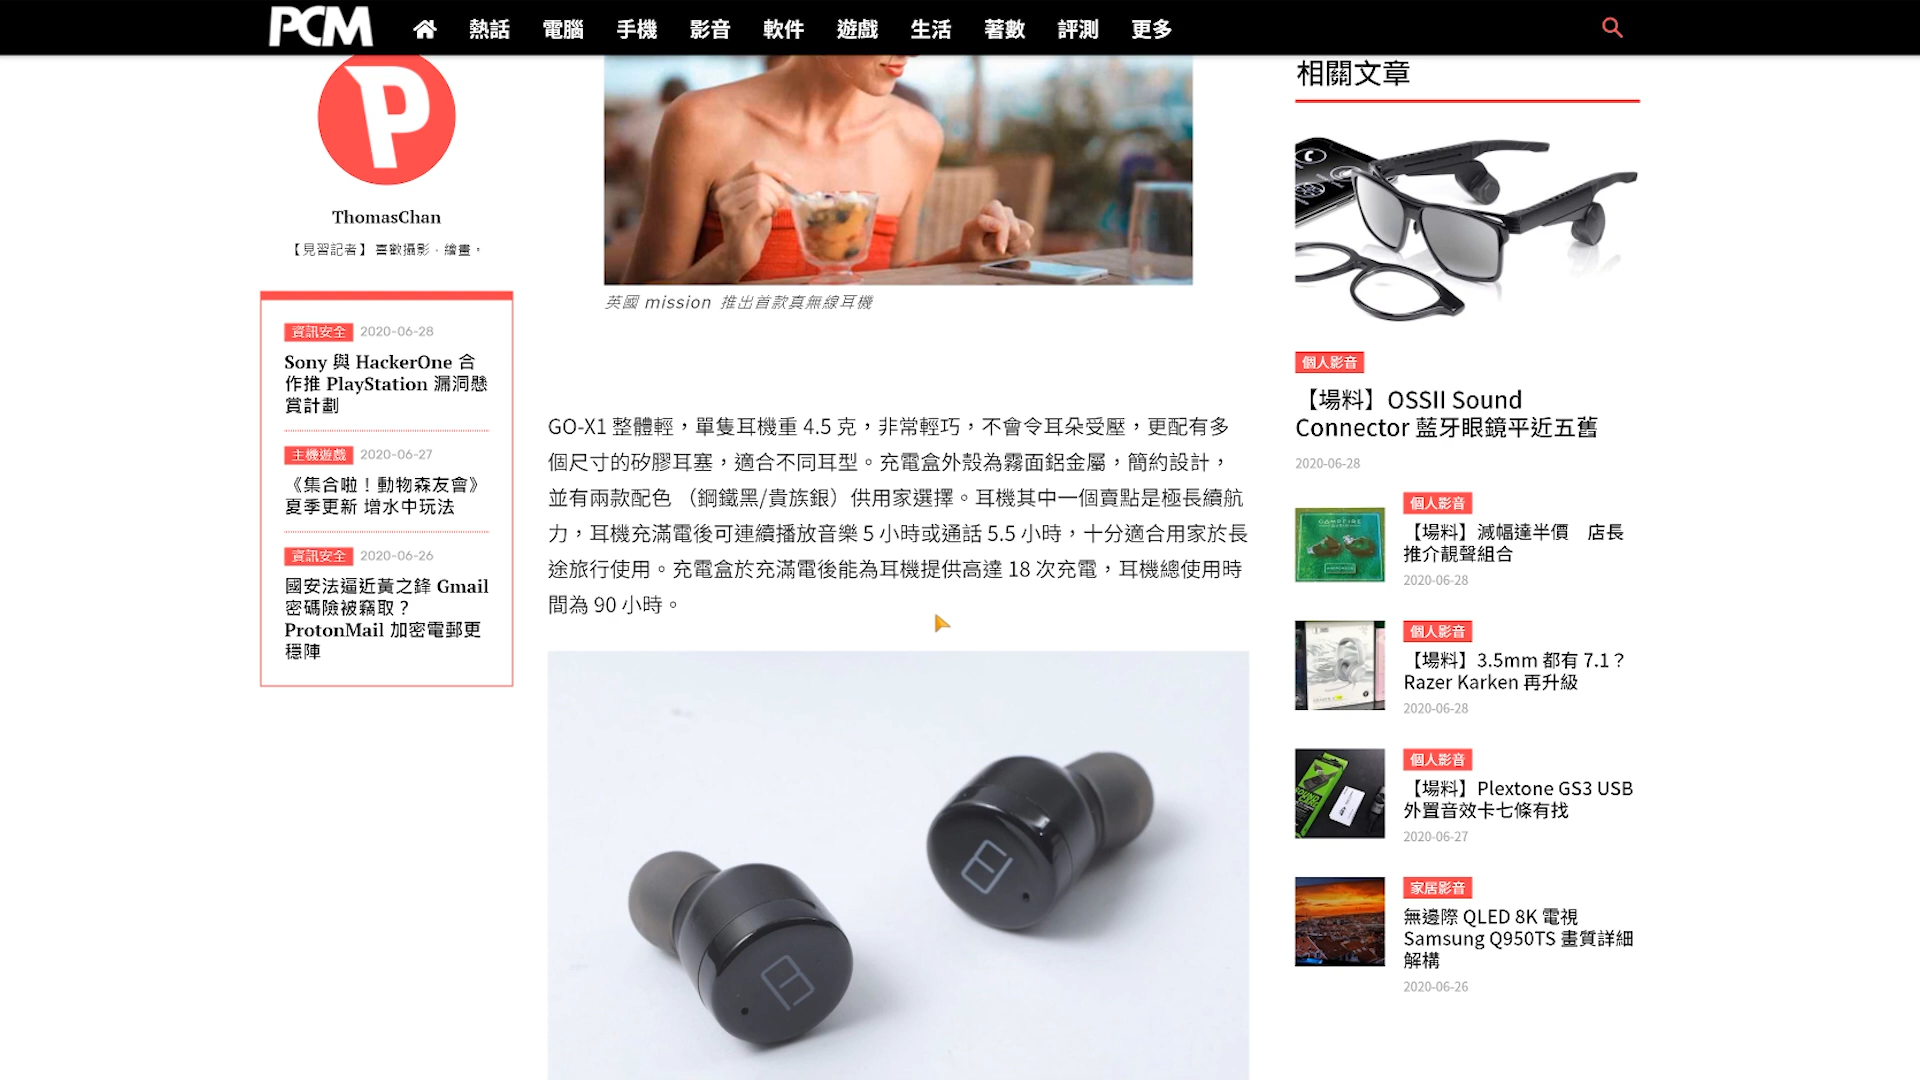 PCM 熱話 電腦 手機 影音 軟件 遊戲 生活 著數 評測 更多
ThomasChan
【見習記者】 喜歡攝影、繪畫。
資訊安全 2020-06-28
Sony 與 HackerOne 合
作推 PlayStation 漏洞懸
賞計劃
主機遊戲 2020-06-27
《集合啦！動物森友會》
夏季更新 增水中玩法
資訊安全 2020-06-26
國安法逼近黃之鋒 Gmail
密碼險被竊取？
ProtonMail 加密電郵更
穩陣
英國 mission 推出首款真無線耳機
GO-X1 整體輕，單隻耳機重 4.5 克，非常輕巧，不會令耳朵受壓，更配有多
個尺寸的矽膠耳塞，適合不同耳型。充電盒外殼為霧面鋁金屬，簡約設計，
並有兩款配色 （鋼鐵黑/貴族銀）供用家選擇。耳機其中一個賣點是極長續航
力，耳機充滿電後可連續播放音樂 5 小時或通話 5.5 小時，十分適合用家於長
途旅行使用。充電盒於充滿電後能為耳機提供高達 18 次充電，耳機總使用時
間為 90 小時。
相關文章
個人影音
【場料】OSSII Sound
Connector 藍牙眼鏡平近五舊
2020-06-28
個人影音
【場料】減幅達半價　店長
推介靚聲組合
2020-06-28
個人影音
【場料】3.5mm 都有 7.1？
Razer Karken 再升級
2020-06-28
個人影音
【場料】Plextone GS3 USB
外置音效卡七條有找
2020-06-27
家居影音
無邊際 QLED 8K 電視
Samsung Q950TS 畫質詳細
解構
2020-06-26